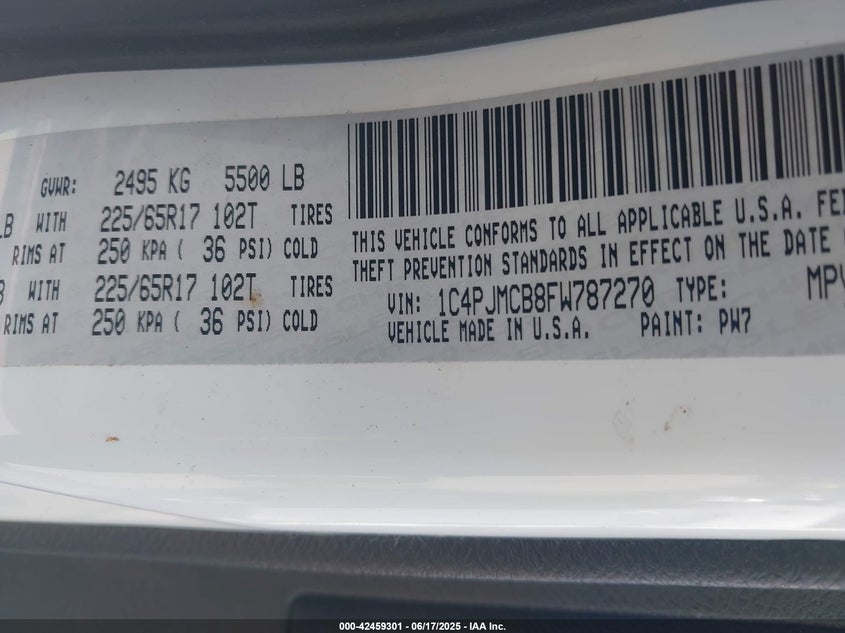 GVWR: 2495 KG 5500 LB
LB WITH 225/65R17 102T TIRES
RIMS AT 250 KPA ( 36 PSI) COLD
WITH 225/65R17 102T TIRES
RIMS AT 250 KPA ( 36 PSI) COLD
THIS VEHICLE CONFORMS TO ALL APPLICABLE U.S.A. FE
THEFT PREVENTION STANDARDS IN EFFECT ON THE DATE
VIN: 1C4PJMCB8FW787270 TYPE: MPV
VEHICLE MADE IN U.S.A. PAINT: PW7
000-42459301 - 06/17/2025 - IAA Inc.